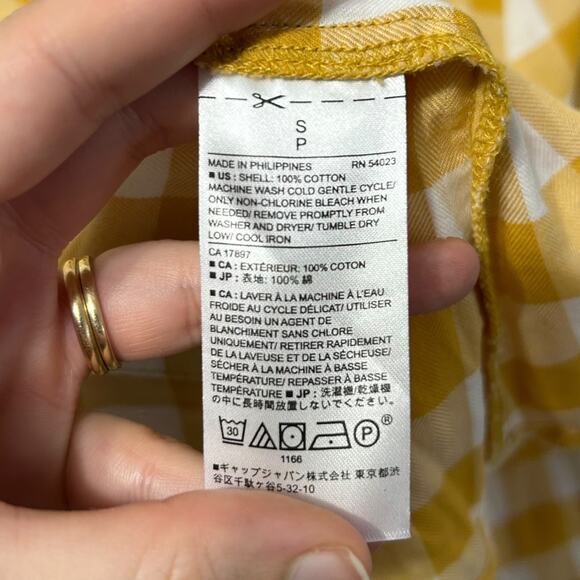 S
P
MADE IN PHILIPPINES RN 54023
■ US : SHELL: 100% COTTON
MACHINE WASH COLD GENTLE CYCLE/
ONLY NON-CHLORINE BLEACH WHEN
NEEDED/ REMOVE PROMPTLY FROM
WASHER AND DRYER/ TUMBLE DRY
LOW/ COOL IRON
CA 17897
■ CA : EXTÉRIEUR: 100% COTON
■ JP : 表地: 100% 綿
■ CA : LAVER À LA MACHINE À L'EAU
FROIDE AU CYCLE DÉLICAT/ UTILISER
AU BESOIN UN AGENT DE
BLANCHIMENT SANS CHLORE
UNIQUEMENT/ RETIRER RAPIDEMENT
DE LA LAVEUSE ET DE LA SÉCHEUSE/
SÉCHER À LA MACHINE À BASSE
TEMPÉRATURE/ REPASSER À BASSE
TEMPÉRATURE ■ JP : 洗濯機/乾燥機
の中に長時間放置しないでください。
30 P ®
1166
■ギャップジャパン株式会社 東京都渋
谷区千駄ヶ谷5-32-10